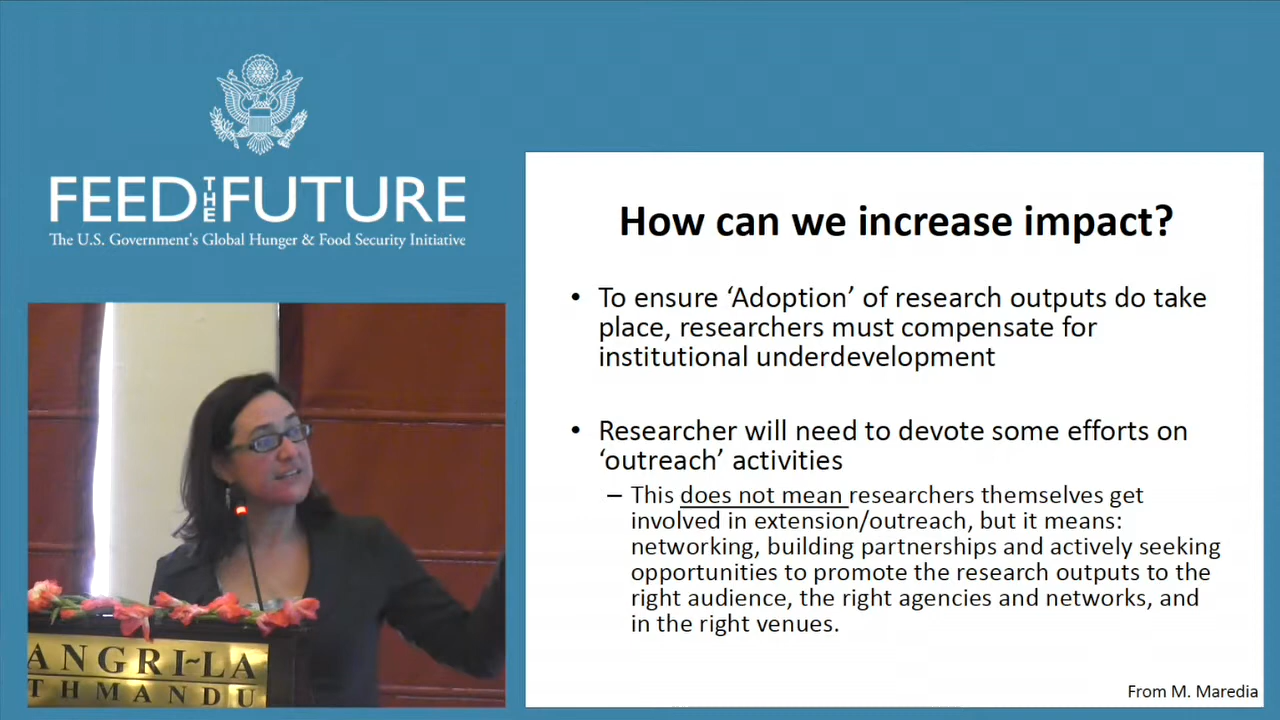 FEED THE FUTURE
The U.S. Government's Global Hunger & Food Security Initiative
How can we increase impact?
• To ensure ‘Adoption’ of research outputs do take
place, researchers must compensate for
institutional underdevelopment
• Researcher will need to devote some efforts on
‘outreach’ activities
– This does not mean researchers themselves get
involved in extension/outreach, but it means:
networking, building partnerships and actively seeking
opportunities to promote the research outputs to the
right audience, the right agencies and networks, and
in the right venues.
From M. Maredia
ANGRI~LA
THMANDU